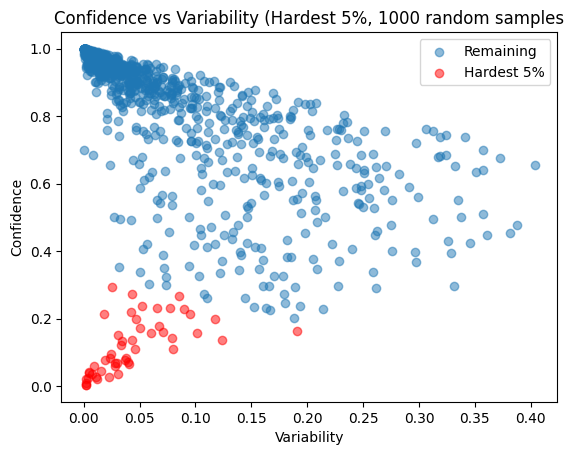 Confidence vs Variability (Hardest 5%, 1000 random samples
1.0
0.8
0.6
0.4
0.2
0.0
Confidence
Remaining
Hardest 5%
0.00 0.05 0.10 0.15 0.20 0.25 0.30 0.35 0.40
Variability